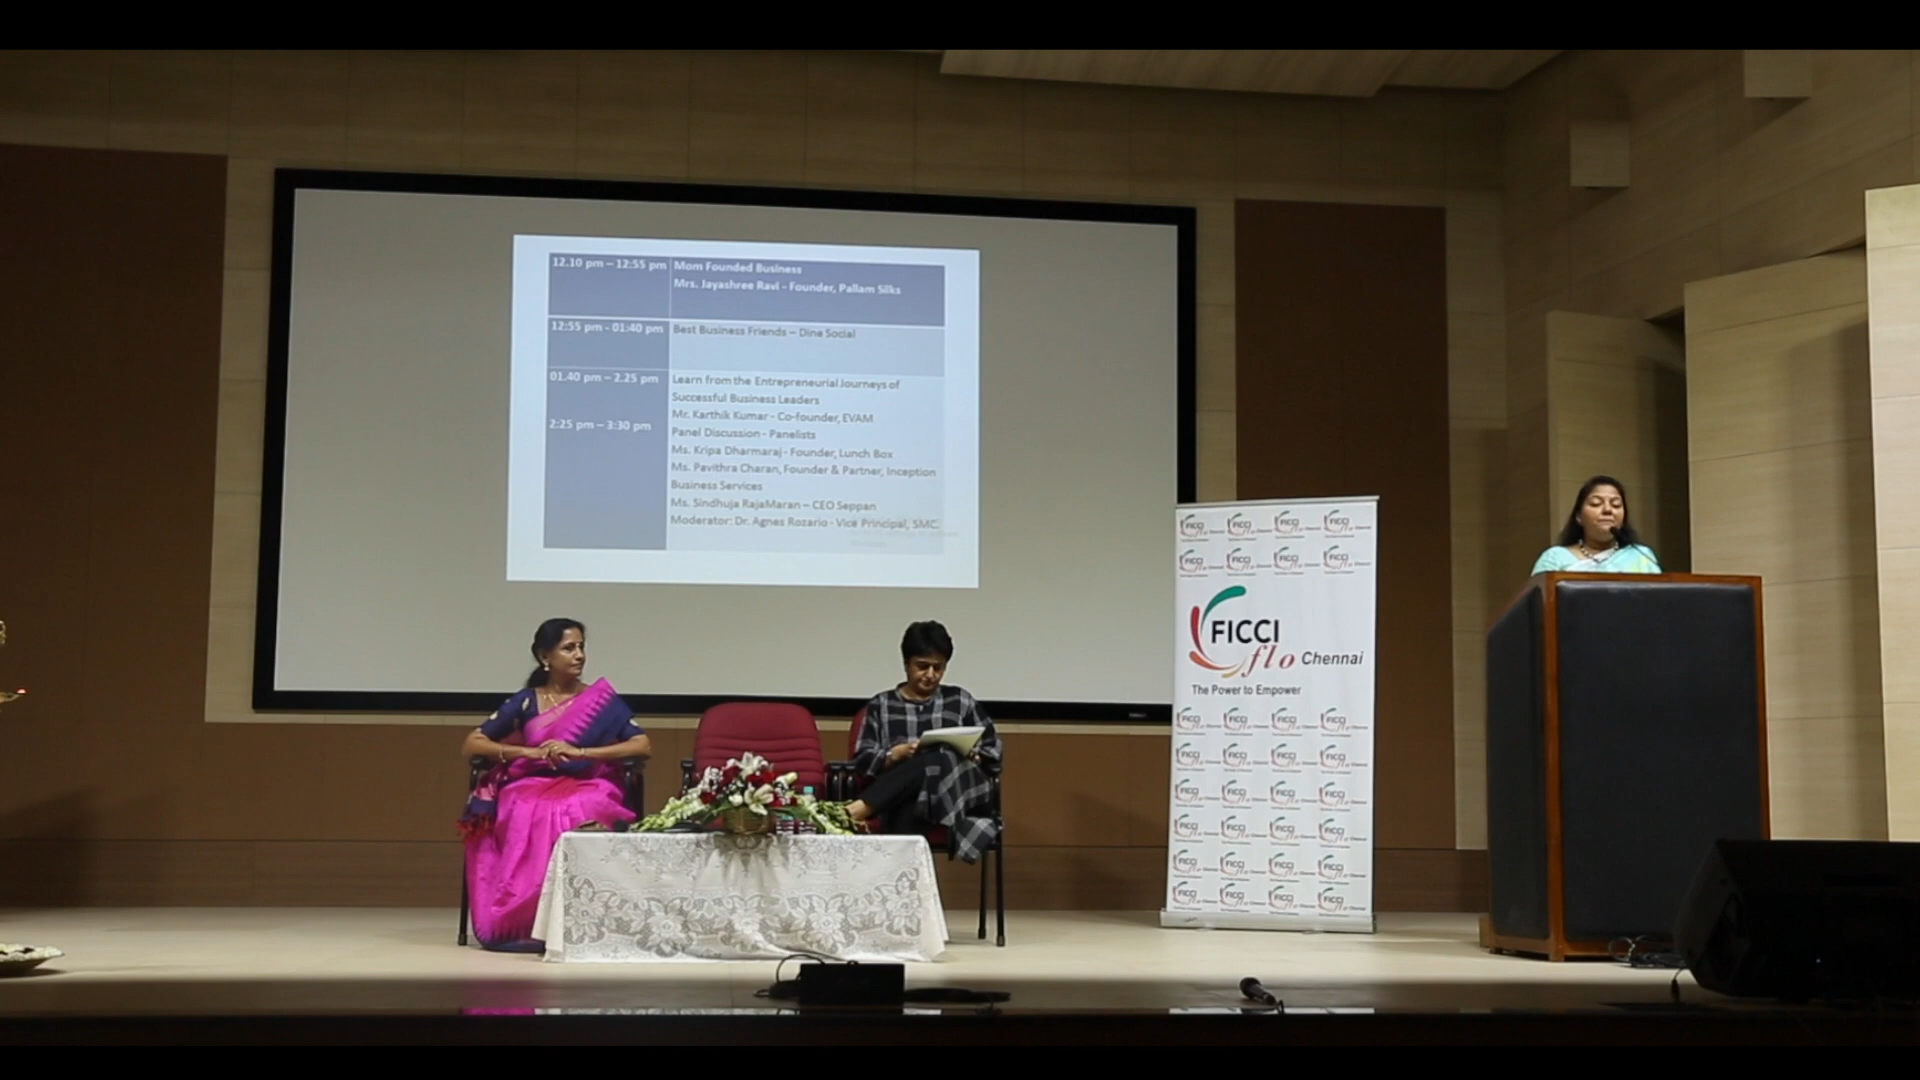 12.10 pm – 12:55 pm
Mom Founded Business
Mrs. Jayashree Ravi - Founder, Pallam Silks
12:55 pm - 01:40 pm
Best Business Friends – Dine Social
01.40 pm – 2.25 pm
2:25 pm – 3:30 pm
Learn from the Entrepreneurial Journeys of
Successful Business Leaders
Mr. Karthik Kumar - Co-founder, EVAM
Panel Discussion - Panelists
Ms. Kripa Dharmaraj - Founder, Lunch Box
Ms. Pavithra Charan, Founder & Partner, Inception
Business Services
Ms. Sindhuja RajaMaran – CEO Seppan
Moderator: Dr. Agnes Rozario - Vice Principal, SMC.
FICCI
flo Chennai
The Power to Empower